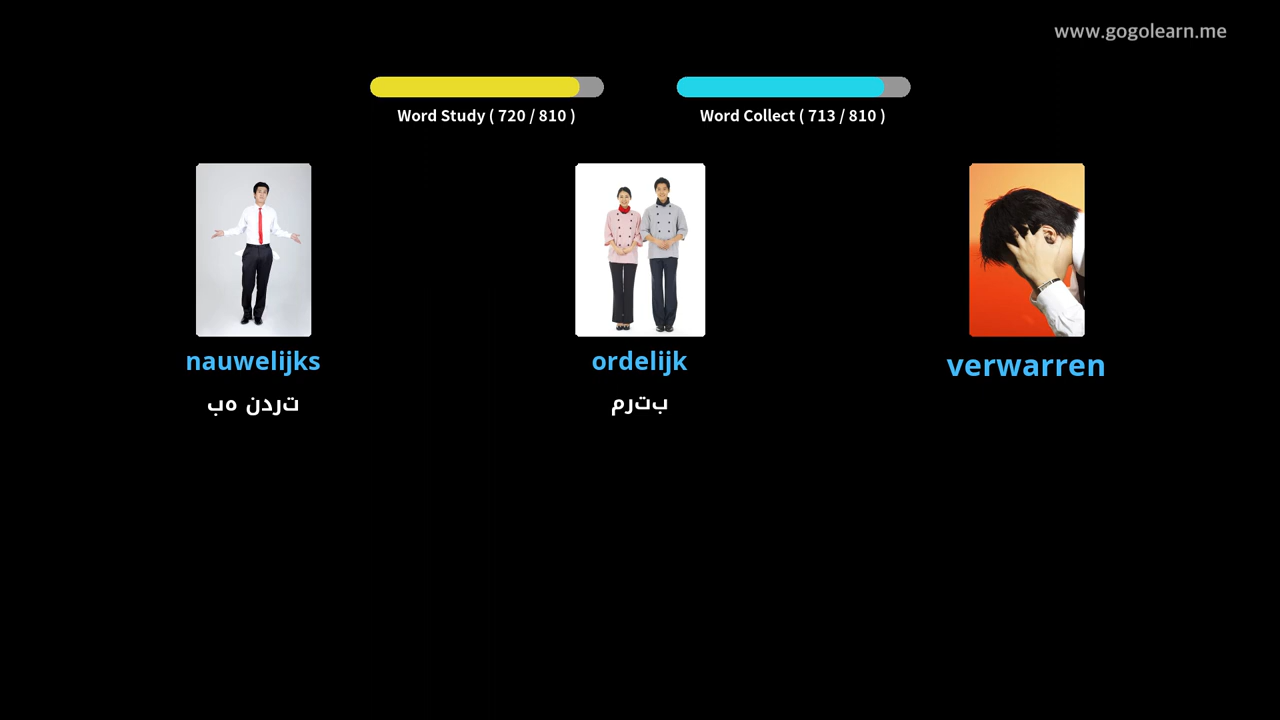 www.gogolearn.me
Word Study ( 720 / 810 )
Word Collect ( 713 / 810 )
nauwelijks
تردن هب
ordelijk
بترم
verwarren